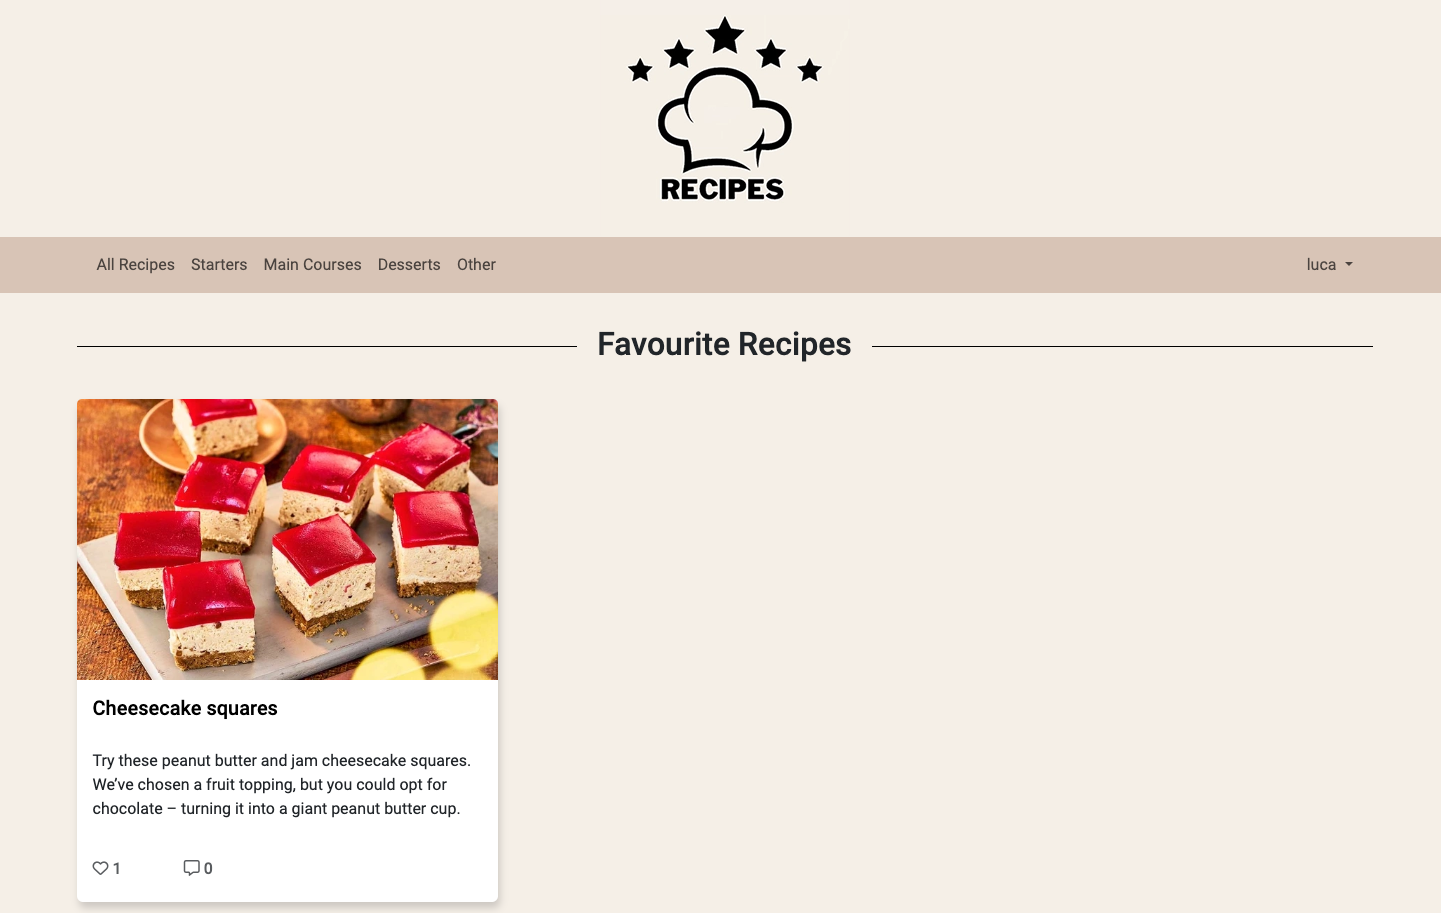 RECIPES
All Recipes Starters Main Courses Desserts Other luca
Favourite Recipes
Cheesecake squares
Try these peanut butter and jam cheesecake squares.
We’ve chosen a fruit topping, but you could opt for
chocolate – turning it into a giant peanut butter cup.
1 0